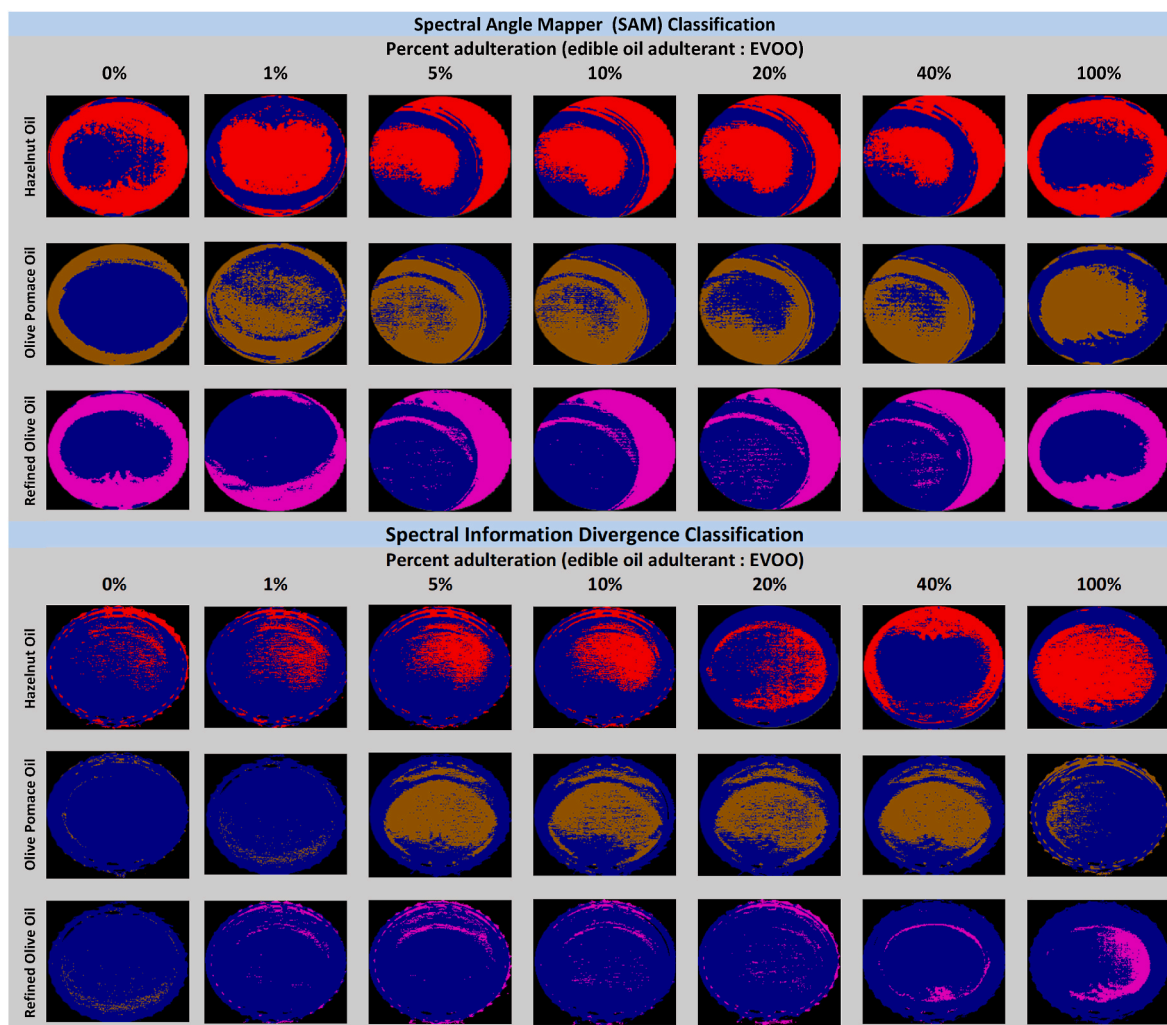 Spectral Angle Mapper (SAM) Classification
Percent adulteration (edible oil adulterant : EVOO)
0% 1% 5% 10% 20% 40% 100%
Hazelnut Oil
Olive Pomace Oil
Refined Olive Oil
Spectral Information Divergence Classification
Percent adulteration (edible oil adulterant : EVOO)
0% 1% 5% 10% 20% 40% 100%
Hazelnut Oil
Olive Pomace Oil
Refined Olive Oil